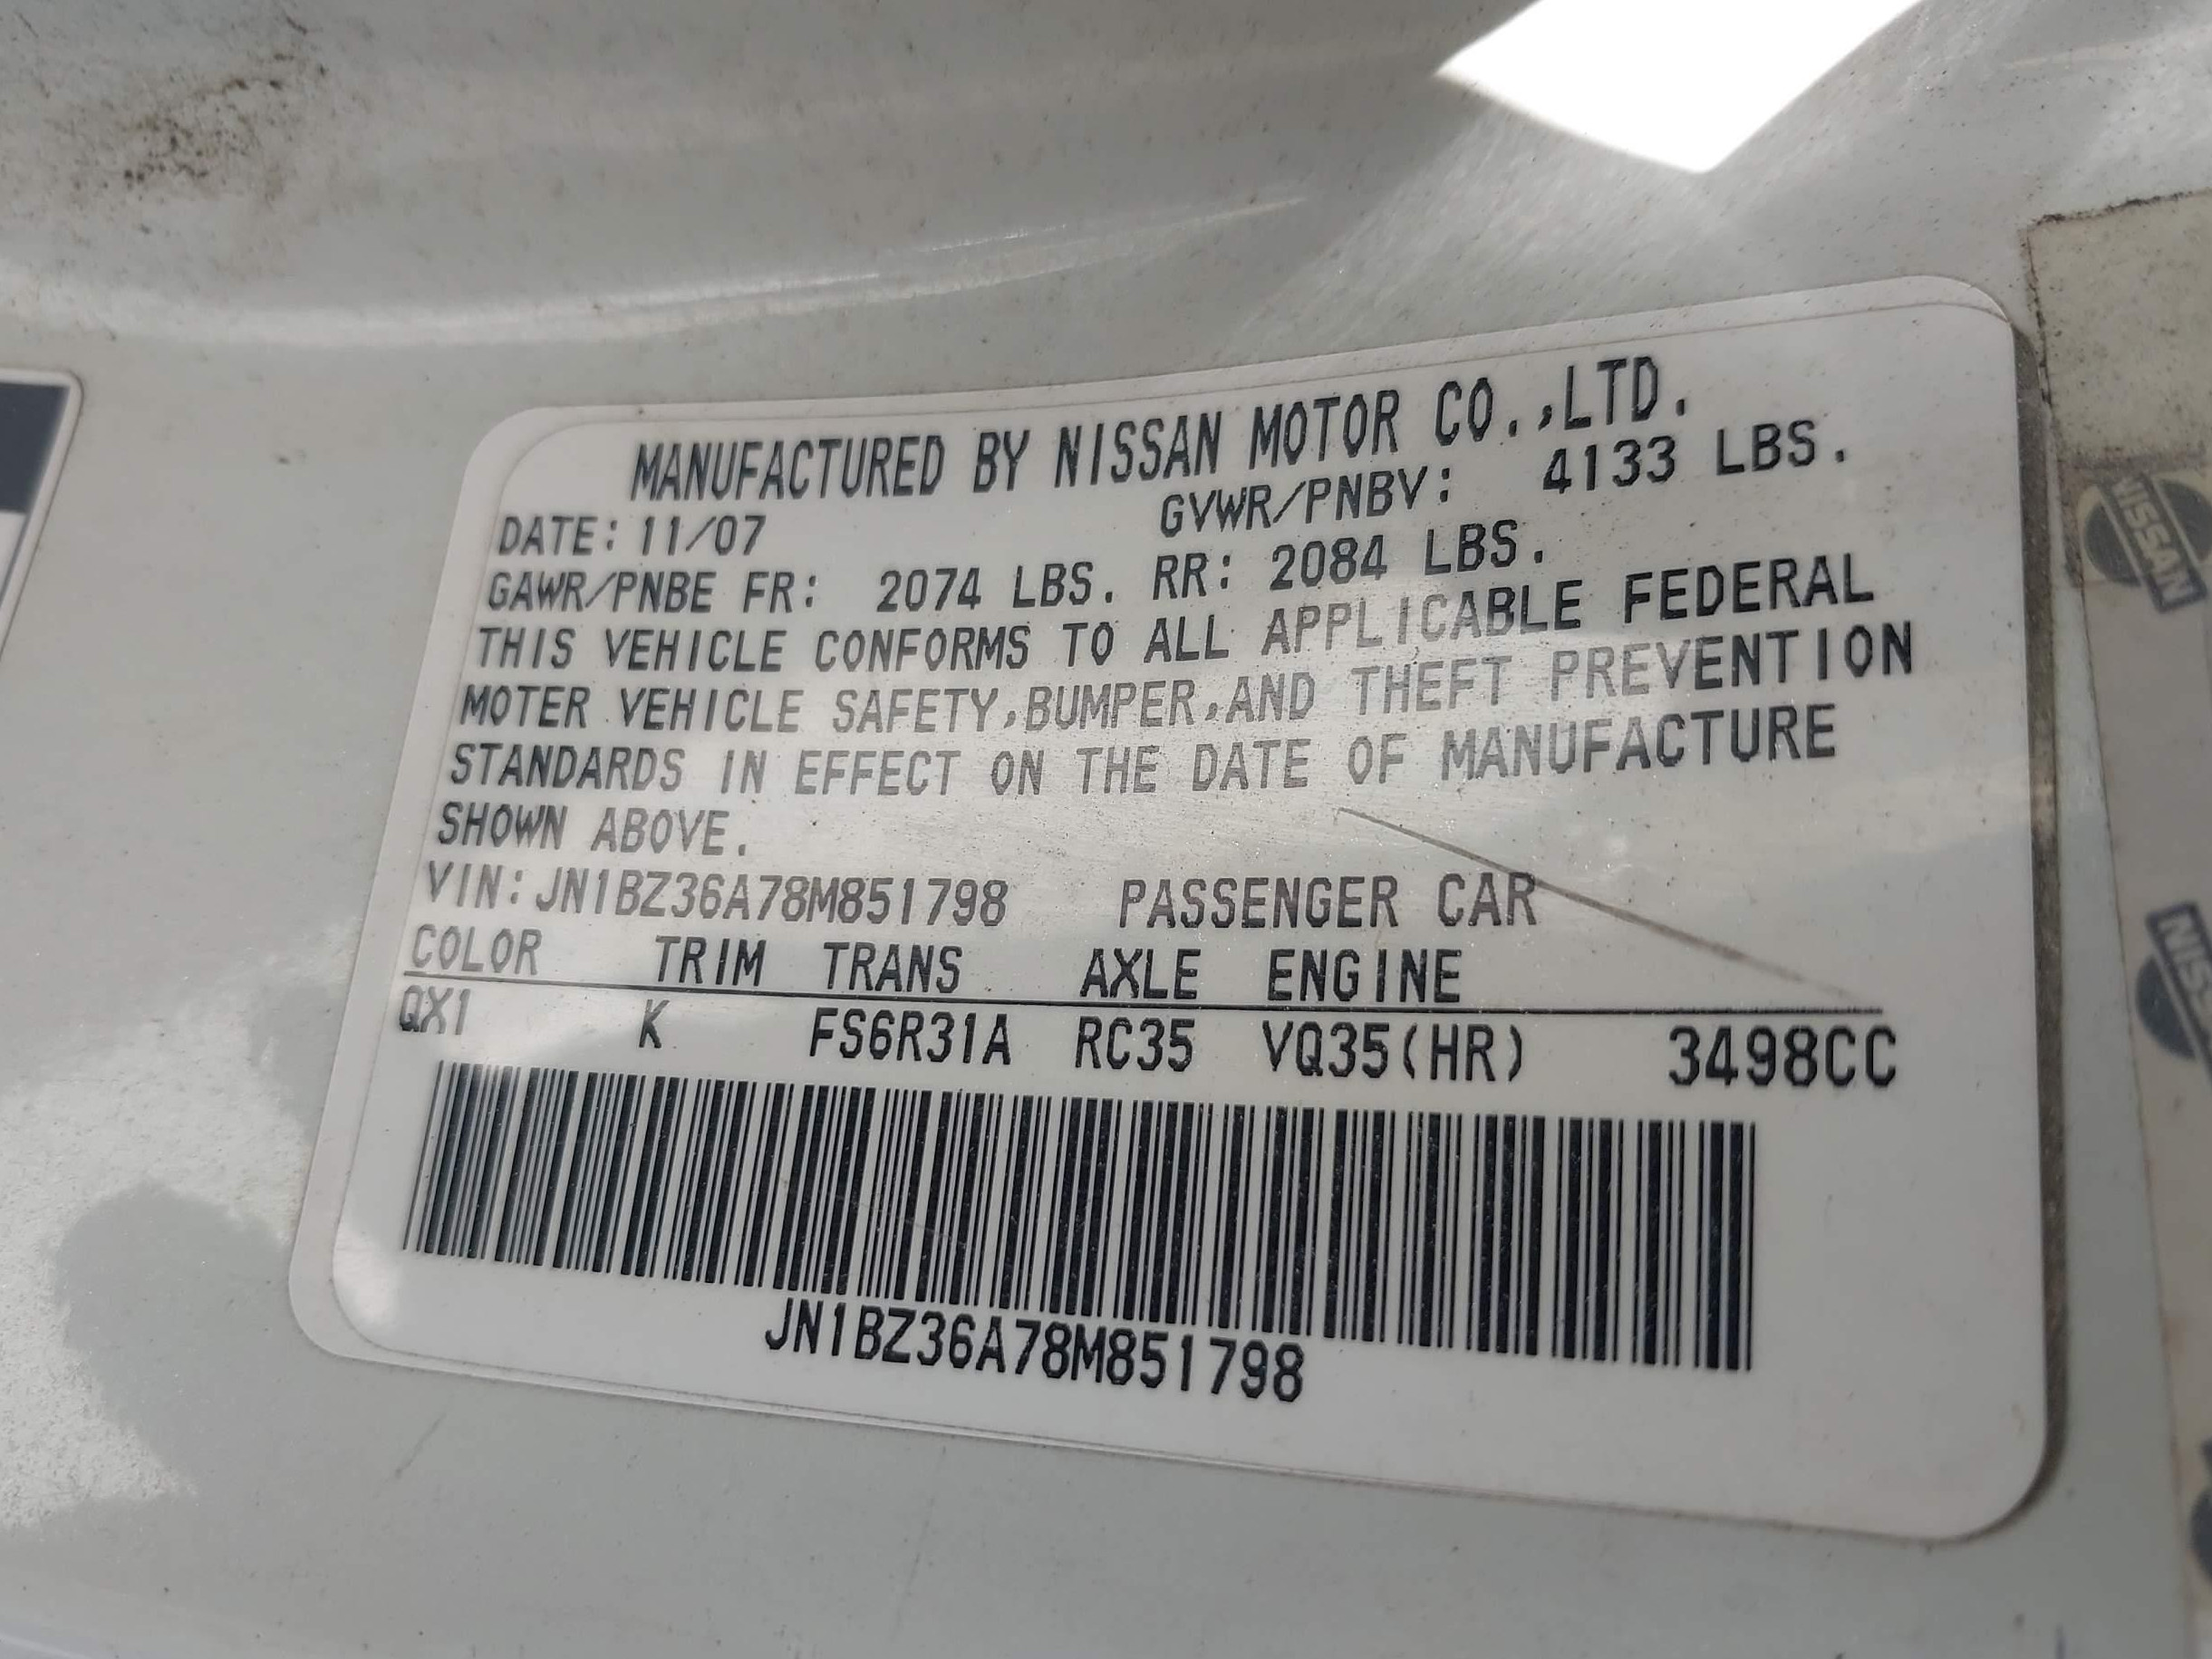 MANUFACTURED BY NISSAN MOTOR CO.,LTD.
DATE: 11/07 GVWR/PNBV: 4133 LBS.
GAWR/PNBE FR: 2074 LBS. RR: 2084 LBS.
THIS VEHICLE CONFORMS TO ALL APPLICABLE FEDERAL
MOTER VEHICLE SAFETY,BUMPER,AND THEFT PREVENTION
STANDARDS IN EFFECT ON THE DATE OF MANUFACTURE
SHOWN ABOVE.
VIN: JN1BZ36A78M851798 PASSENGER CAR
COLOR TRIM TRANS AXLE ENGINE
QX1 K FS6R31A RC35 VQ35(HR) 3498CC
JN1BZ36A78M851798
NISSAN
NISSAN